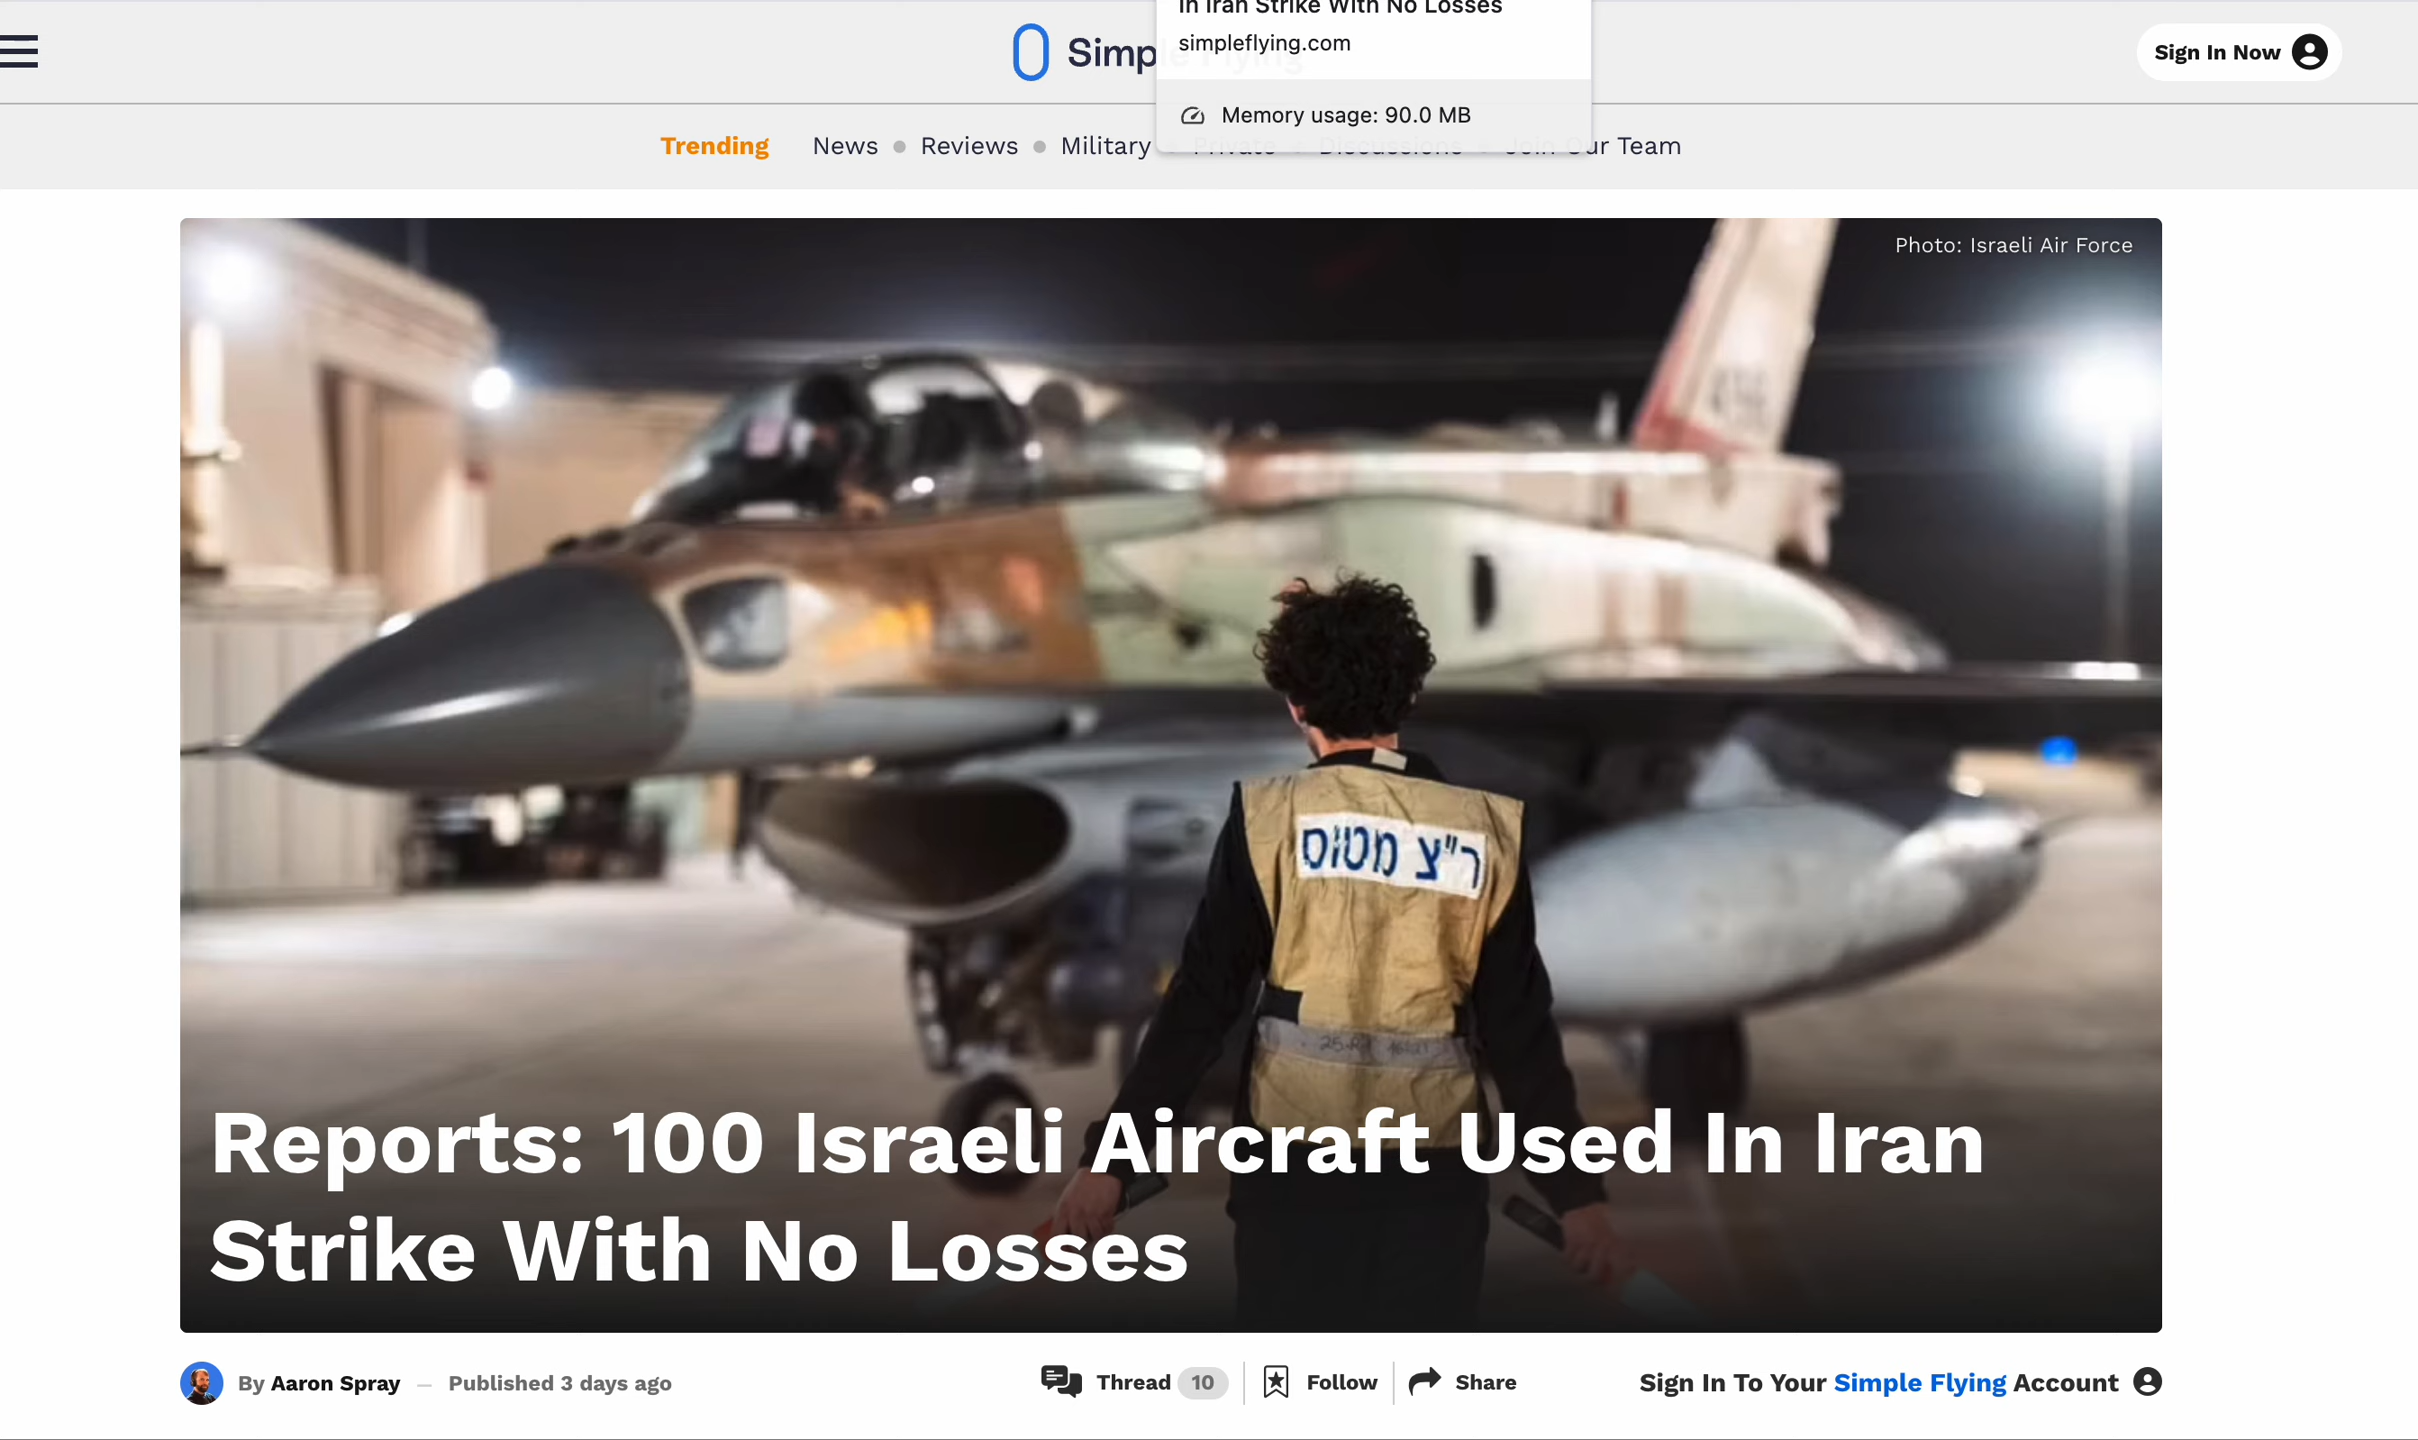 In Iran Strike With No Losses
simpleflying.com
Memory usage: 90.0 MB
Simple Flying
Sign In Now
Trending News Reviews Military Private Discussions Join Our Team
Photo: Israeli Air Force
ר"צ מטוס
Reports: 100 Israeli Aircraft Used In Iran
Strike With No Losses
By Aaron Spray — Published 3 days ago
Thread 10 Follow Share
Sign In To Your Simple Flying Account